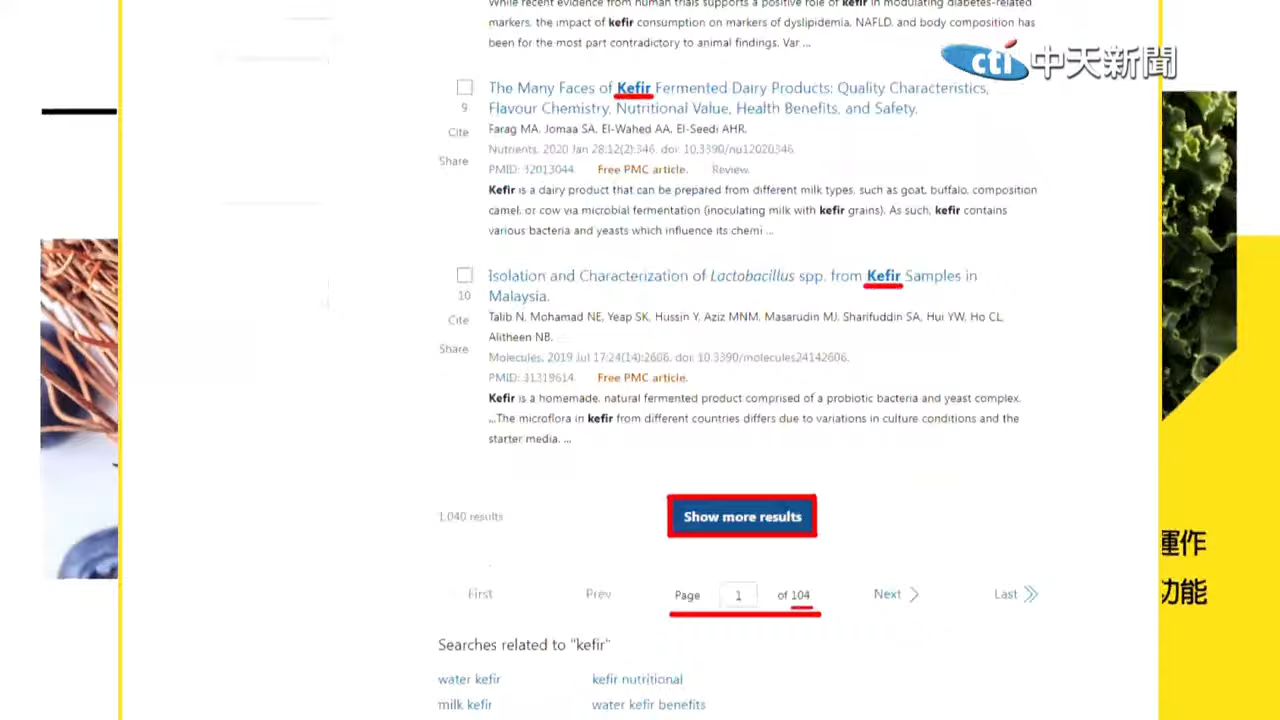 While recent evidence from human trials supports a positive role of kefir in modulating diabetes-related
markers, the impact of kefir consumption on markers of dyslipidemia, NAFLD, and body composition has
been for the most part contradictory to animal findings. Var ...
cti 中天新聞
The Many Faces of Kefir Fermented Dairy Products: Quality Characteristics,
9
Flavour Chemistry, Nutritional Value, Health Benefits, and Safety.
Cite
Farag MA, Jomaa SA, El-Wahed AA, El-Seedi AHR.
Nutrients. 2020 Jan 28;12(2):346. doi: 10.3390/nu12020346.
Share
PMID: 32013044 Free PMC article. Review.
Kefir is a dairy product that can be prepared from different milk types, such as goat, buffalo, composition
camel, or cow via microbial fermentation (inoculating milk with kefir grains). As such, kefir contains
various bacteria and yeasts which influence its chemi ...
Isolation and Characterization of Lactobacillus spp. from Kefir Samples in
10
Malaysia.
Cite
Talib N, Mohamad NE, Yeap SK, Hussin Y, Aziz MNM, Masarudin MJ, Sharifuddin SA, Hui YW, Ho CL,
Alitheen NB.
Share
Molecules. 2019 Jul 17;24(14):2606. doi: 10.3390/molecules24142606.
PMID: 31319614 Free PMC article.
Kefir is a homemade, natural fermented product comprised of a probiotic bacteria and yeast complex.
...The microflora in kefir from different countries differs due to variations in culture conditions and the
starter media. ...
1,040 results
Show more results
運作
功能
First Prev Page 1 of 104 Next Last
Searches related to "kefir"
water kefir kefir nutritional
milk kefir water kefir benefits